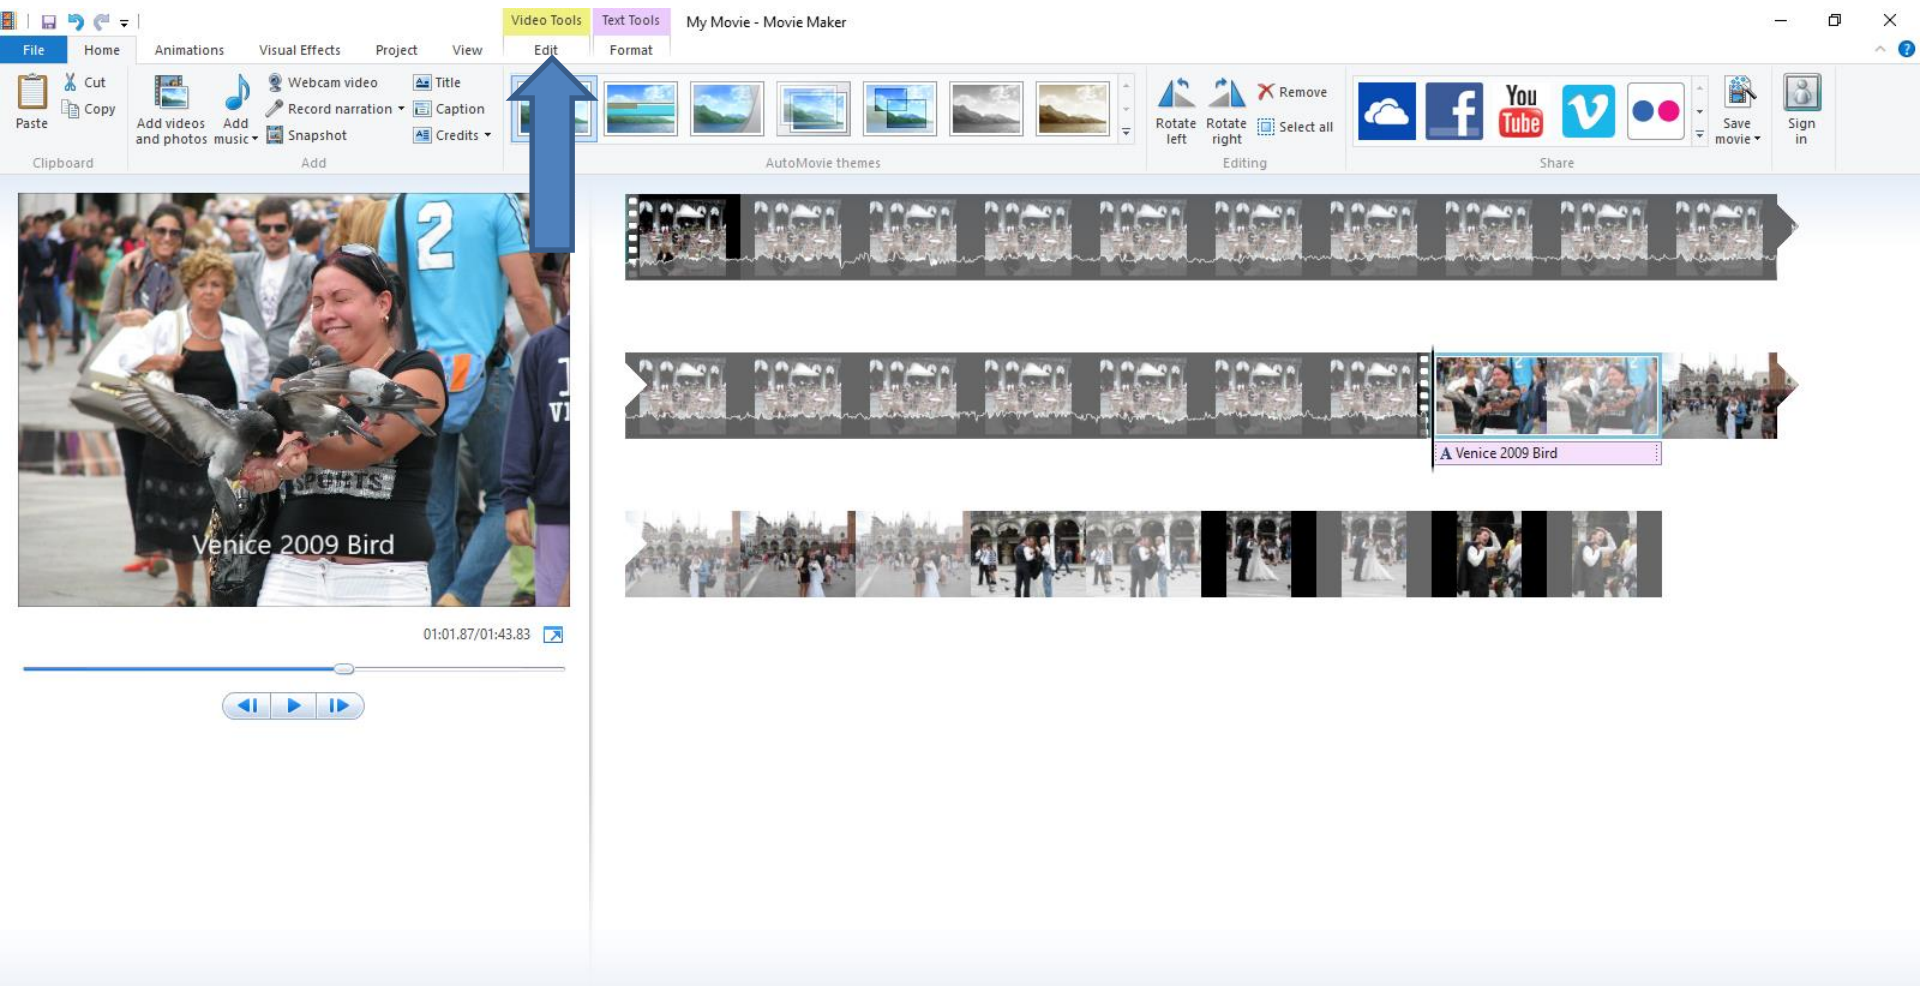 Video Tools
Text Tools
My Movie - Movie Maker
File
Home
Animations
Visual Effects
Project
View
Edit
Format
?
Paste
Cut
Copy
Clipboard
Add videos
and photos
Add
music
Webcam video
Record narration
Snapshot
Title
Caption
Credits
Add
AutoMovie themes
Rotate
left
Rotate
right
Remove
Select all
Editing
f
You
Tube
Share
Save
movie
Sign
in
2
SPORTS
Venice 2009 Bird
01:01.87/01:43.83
A Venice 2009 Bird